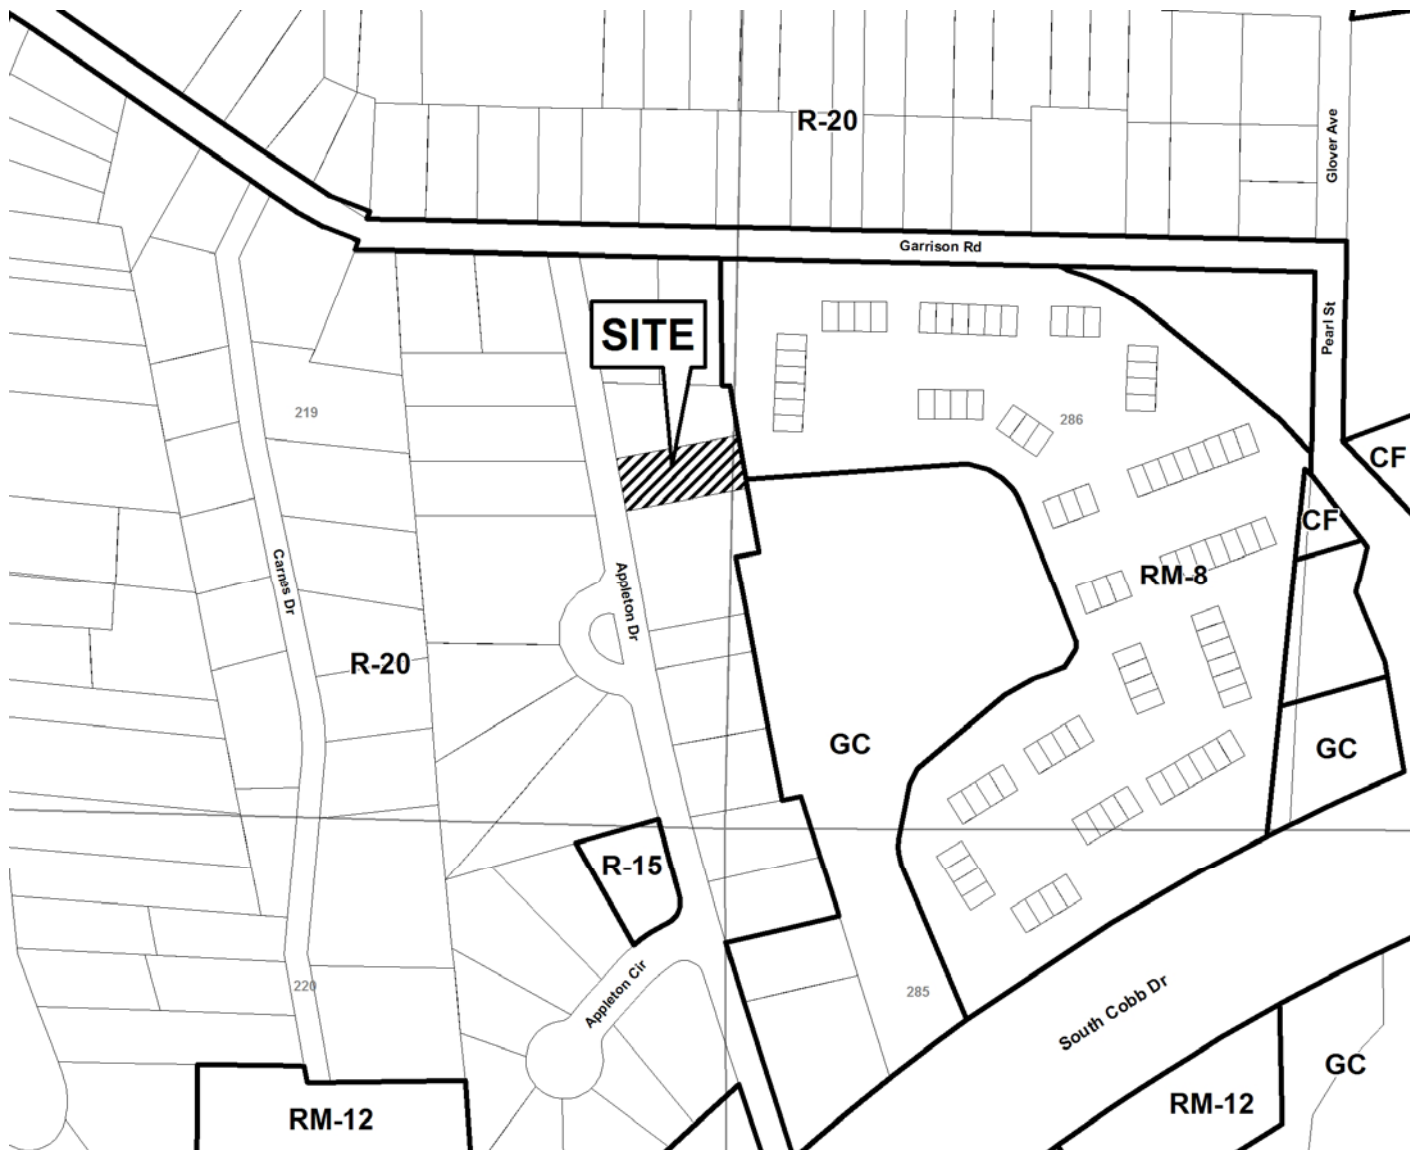 R-20
Glover Ave
Garrison Rd
Pearl St
SITE
219
286
CF
CF
Carnes Dr
Appleton Dr
RM-8
R-20
GC
GC
R-15
220
Appleton Cir
285
South Cobb Dr
GC
RM-12
RM-12